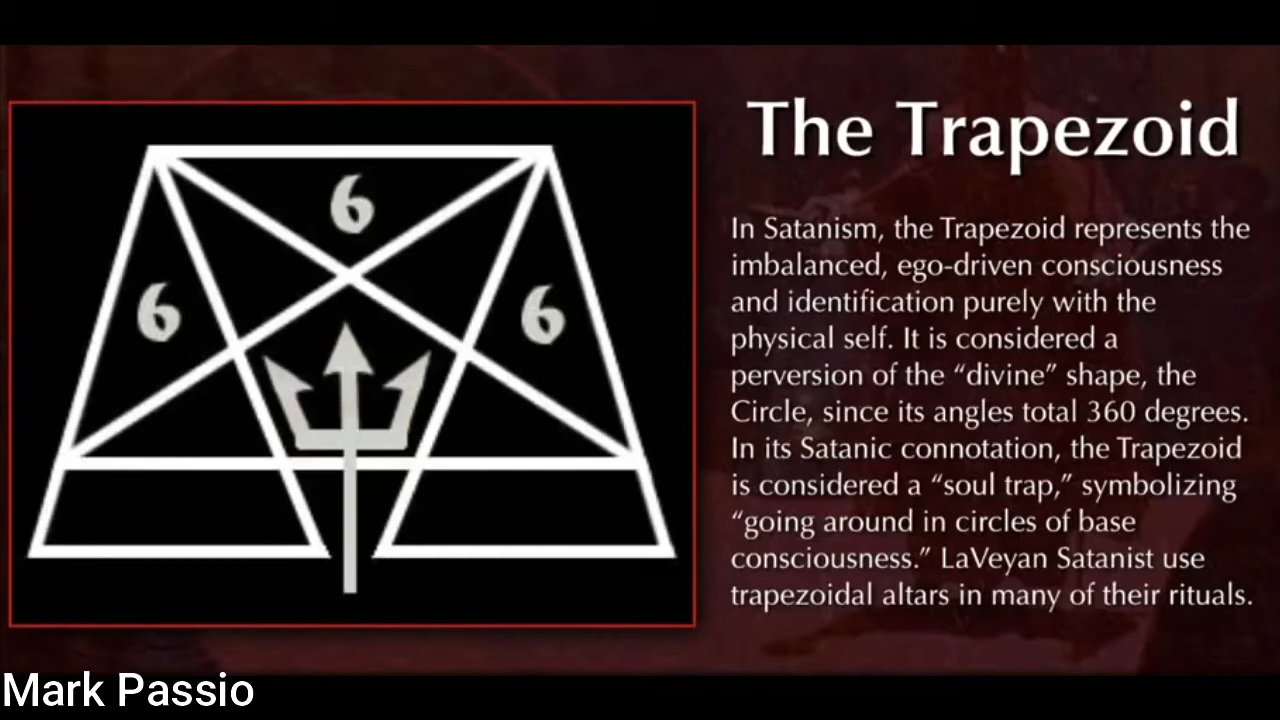 The Trapezoid
6
6
6
In Satanism, the Trapezoid represents the
imbalanced, ego-driven consciousness
and identification purely with the
physical self. It is considered a
perversion of the “divine” shape, the
Circle, since its angles total 360 degrees.
In its Satanic connotation, the Trapezoid
is considered a “soul trap,” symbolizing
“going around in circles of base
consciousness.” LaVeyan Satanist use
trapezoidal altars in many of their rituals.
Mark Passio